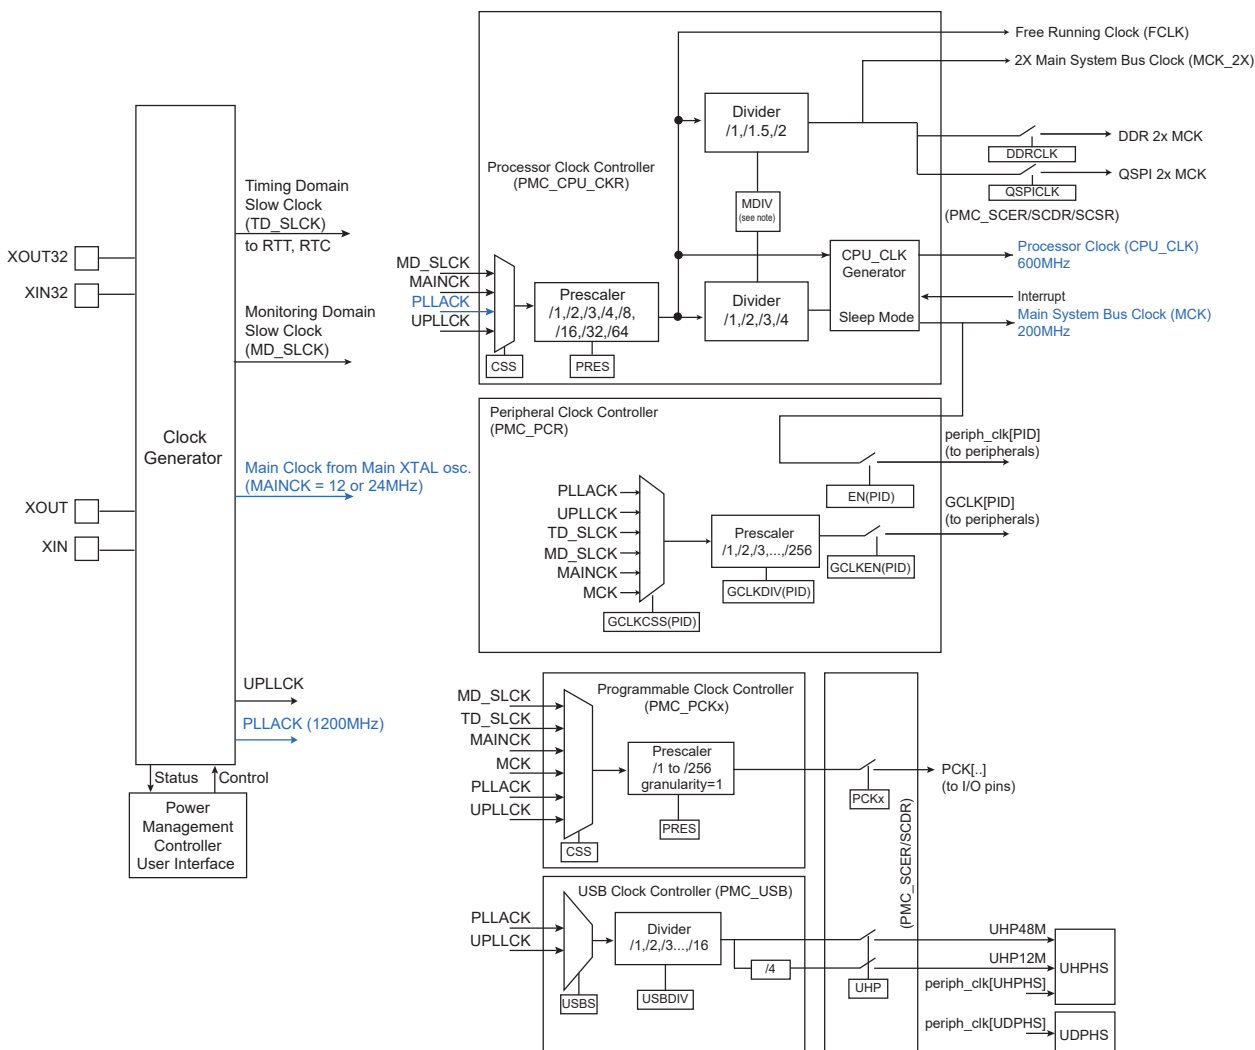 Free Running Clock (FCLK)
2X Main System Bus Clock (MCK_2X)
Divider
/1,/1.5,/2
DDR 2x MCK
DDRCLK
QSPI 2x MCK
QSPICLK
(PMC_SCER/SCDR/SCSR)
Processor Clock Controller
(PMC_CPU_CKR)
MDIV
(see note)
MD_SLCK
MAINCK
PLLACK
UPLLCK
CSS
Prescaler
/1,/2,/3,/4,/8,
/16,/32,/64
PRES
Divider
/1,/2,/3,/4
CPU_CLK
Generator
Sleep Mode
Processor Clock (CPU_CLK)
600MHz
Interrupt
Main System Bus Clock (MCK)
200MHz
XOUT32
XIN32
XOUT
XIN
Clock
Generator
Timing Domain
Slow Clock
(TD_SLCK)
to RTT, RTC
Monitoring Domain
Slow Clock
(MD_SLCK)
Main Clock from Main XTAL osc.
(MAINCK = 12 or 24MHz)
UPLLCK
PLLACK (1200MHz)
Status
Control
Power
Management
Controller
User Interface
Peripheral Clock Controller
(PMC_PCR)
PLLACK
UPLLCK
TD_SLCK
MD_SLCK
MAINCK
MCK
GCLKCSS(PID)
Prescaler
/1,/2,/3,...,/256
GCLKDIV(PID)
EN(PID)
GCLKEN(PID)
periph_clk[PID]
(to peripherals)
GCLK[PID]
(to peripherals)
Programmable Clock Controller
(PMC_PCKx)
MD_SLCK
TD_SLCK
MAINCK
MCK
PLLACK
UPLLCK
CSS
Prescaler
/1 to /256
granularity=1
PRES
PCKx
PCK[..]
(to I/O pins)
(PMC_SCER/SCDR)
USB Clock Controller (PMC_USB)
PLLACK
UPLLCK
USBS
Divider
/1,/2,/3...,/16
USBDIV
/4
UHP
UHP48M
UHP12M
periph_clk[UHPHS]
UHPHS
periph_clk[UDPHS]
UDPHS